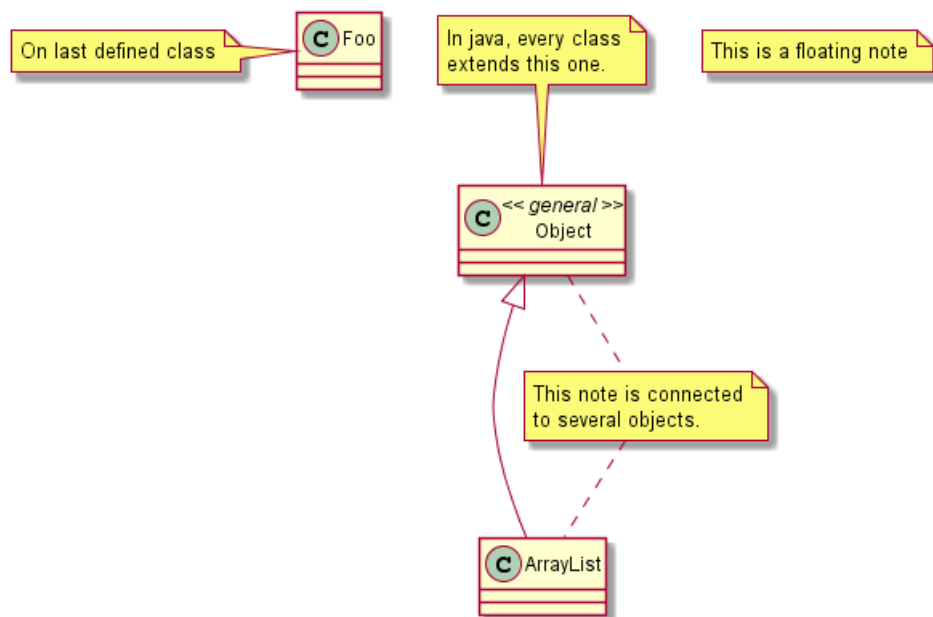 On last defined class
C Foo
In java, every class
extends this one.
This is a floating note
C << general >>
Object
This note is connected
to several objects.
C ArrayList